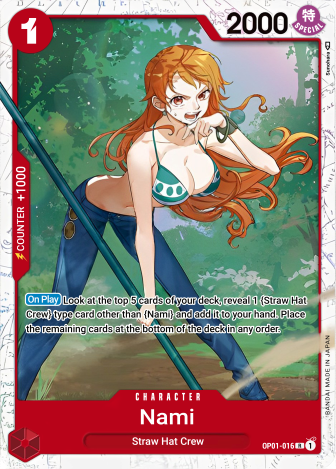 1
2000
特
SPECIAL
Sunohara
COUNTER +1000
On Play Look at the top 5 cards of your deck, reveal 1 {Straw Hat
Crew} type card other than {Nami} and add it to your hand. Place
the remaining cards at the bottom of the deck in any order.
BANDAI MADE IN JAPAN
CHARACTER
Nami
Straw Hat Crew
OP01-016 R 1